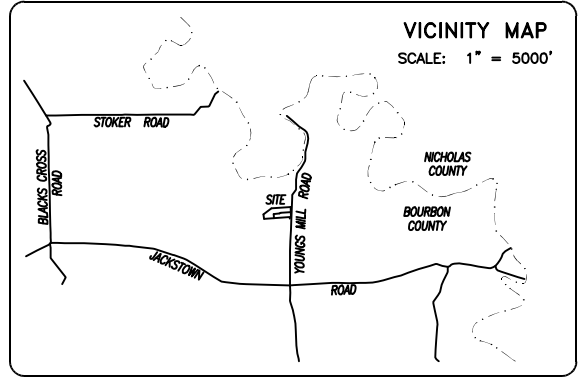 VICINITY MAP
SCALE: 1" = 5000'
STOKER ROAD
BLACKS CROSS
ROAD
NICHOLAS
COUNTY
SITE
YOUNGS MILL ROAD
BOURBON
COUNTY
JACKSTOWN
ROAD